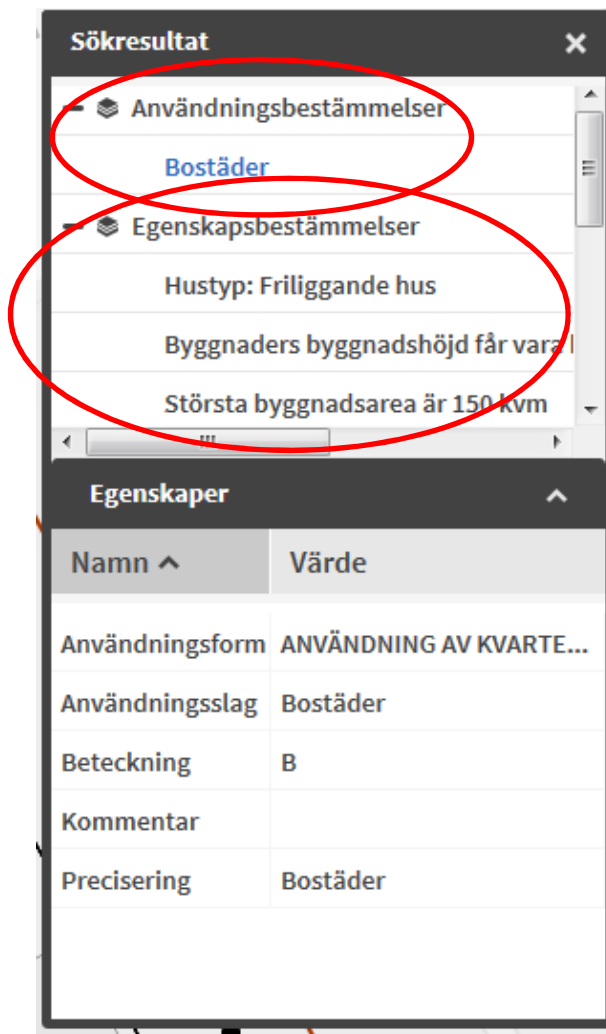 Sökresultat
Användningsbestämmelser
Bostäder
Egenskapsbestämmelser
Hustyp: Friliggande hus
Byggnaders byggnadshöjd får vara
Största byggnadsarea är 150 kvm
Egenskaper
Namn Värde
Användningsform ANVÄNDNING AV KVARTE...
Användningsslag Bostäder
Beteckning B
Kommentar
Precisering Bostäder